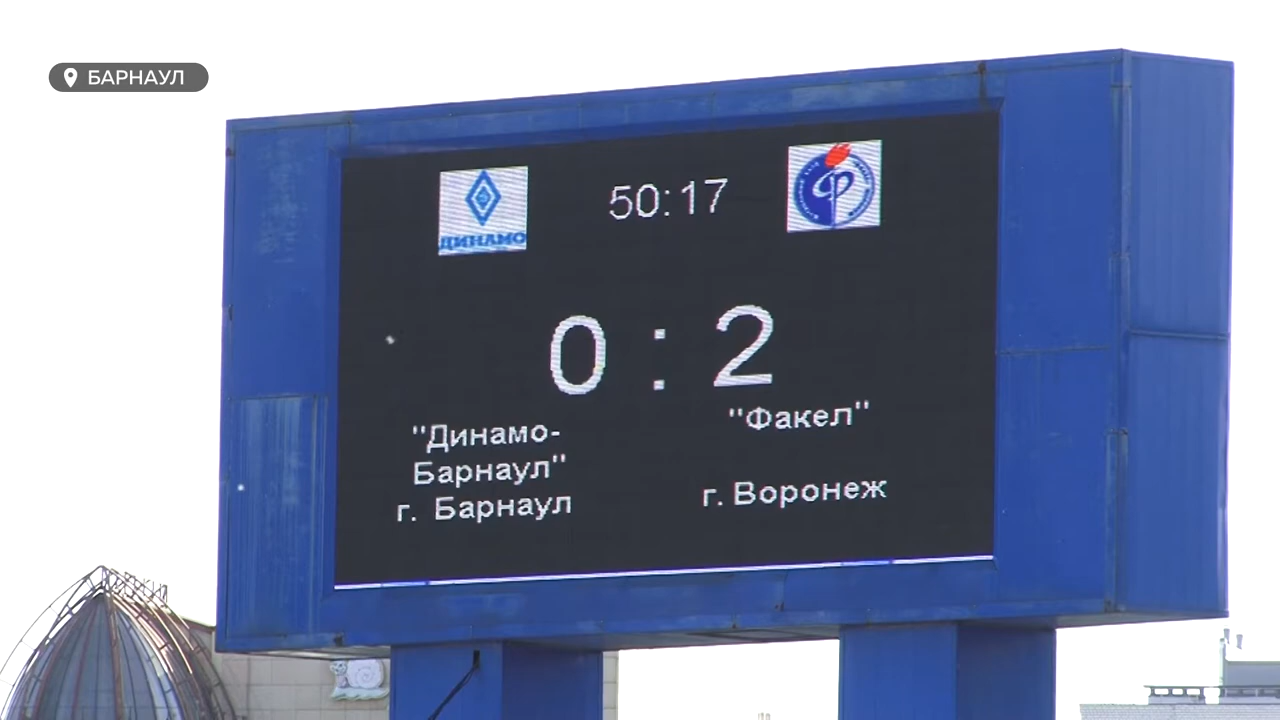 БАРНАУЛ
ДИНАМО
50:17
0 : 2
"Динамо-
Барнаул"
г. Барнаул
"Факел"
г. Воронеж